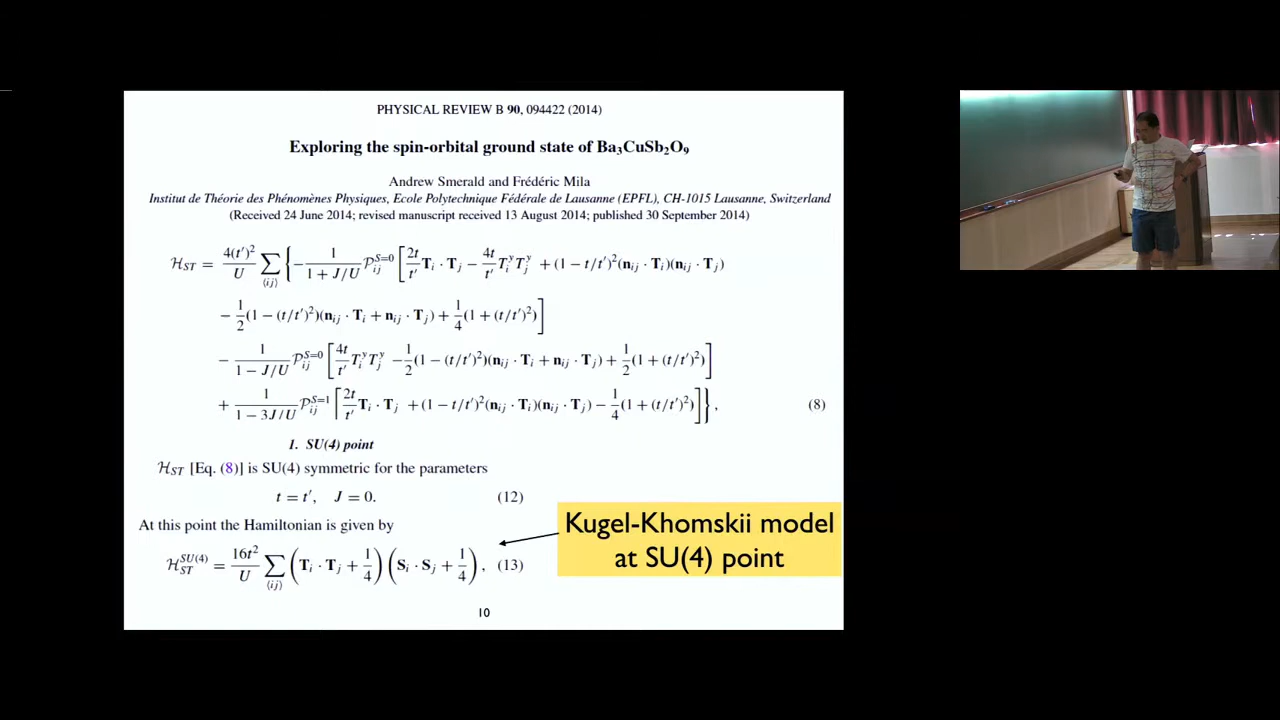 PHYSICAL REVIEW B 90, 094422 (2014)
Exploring the spin-orbital ground state of Ba₃CuSb₂O₉
Andrew Smerald and Frédéric Mila
Institut de Théorie des Phénomènes Physiques, Ecole Polytechnique Fédérale de Lausanne (EPFL), CH-1015 Lausanne, Switzerland
(Received 24 June 2014; revised manuscript received 13 August 2014; published 30 September 2014)
ℋ_ST = 4(t′)²/U ∑_⟨ij⟩ { − 1/(1 + J/U) 𝒫_ij^{S=0} [ 2t/t′ T_i · T_j − 4t/t′ T_i^y T_j^y + (1 − t/t′)²(n_ij · T_i)(n_ij · T_j)
− 1/2 (1 − (t/t′)²)(n_ij · T_i + n_ij · T_j) + 1/4 (1 + (t/t′)²) ]
− 1/(1 − J/U) 𝒫_ij^{S=0} [ 4t/t′ T_i^y T_j^y − 1/2 (1 − (t/t′)²)(n_ij · T_i + n_ij · T_j) + 1/2 (1 + (t/t′)²) ]
+ 1/(1 − 3J/U) 𝒫_ij^{S=1} [ 2t/t′ T_i · T_j + (1 − t/t′)²(n_ij · T_i)(n_ij · T_j) − 1/4 (1 + (t/t′)²) ] }, (8)
1. SU(4) point
ℋ_ST [Eq. (8)] is SU(4) symmetric for the parameters
t = t′, J = 0. (12)
At this point the Hamiltonian is given by
Kugel-Khomskii model
at SU(4) point
ℋ_ST^{SU(4)} = 16t²/U ∑_⟨ij⟩ ( T_i · T_j + 1/4 ) ( S_i · S_j + 1/4 ), (13)
10